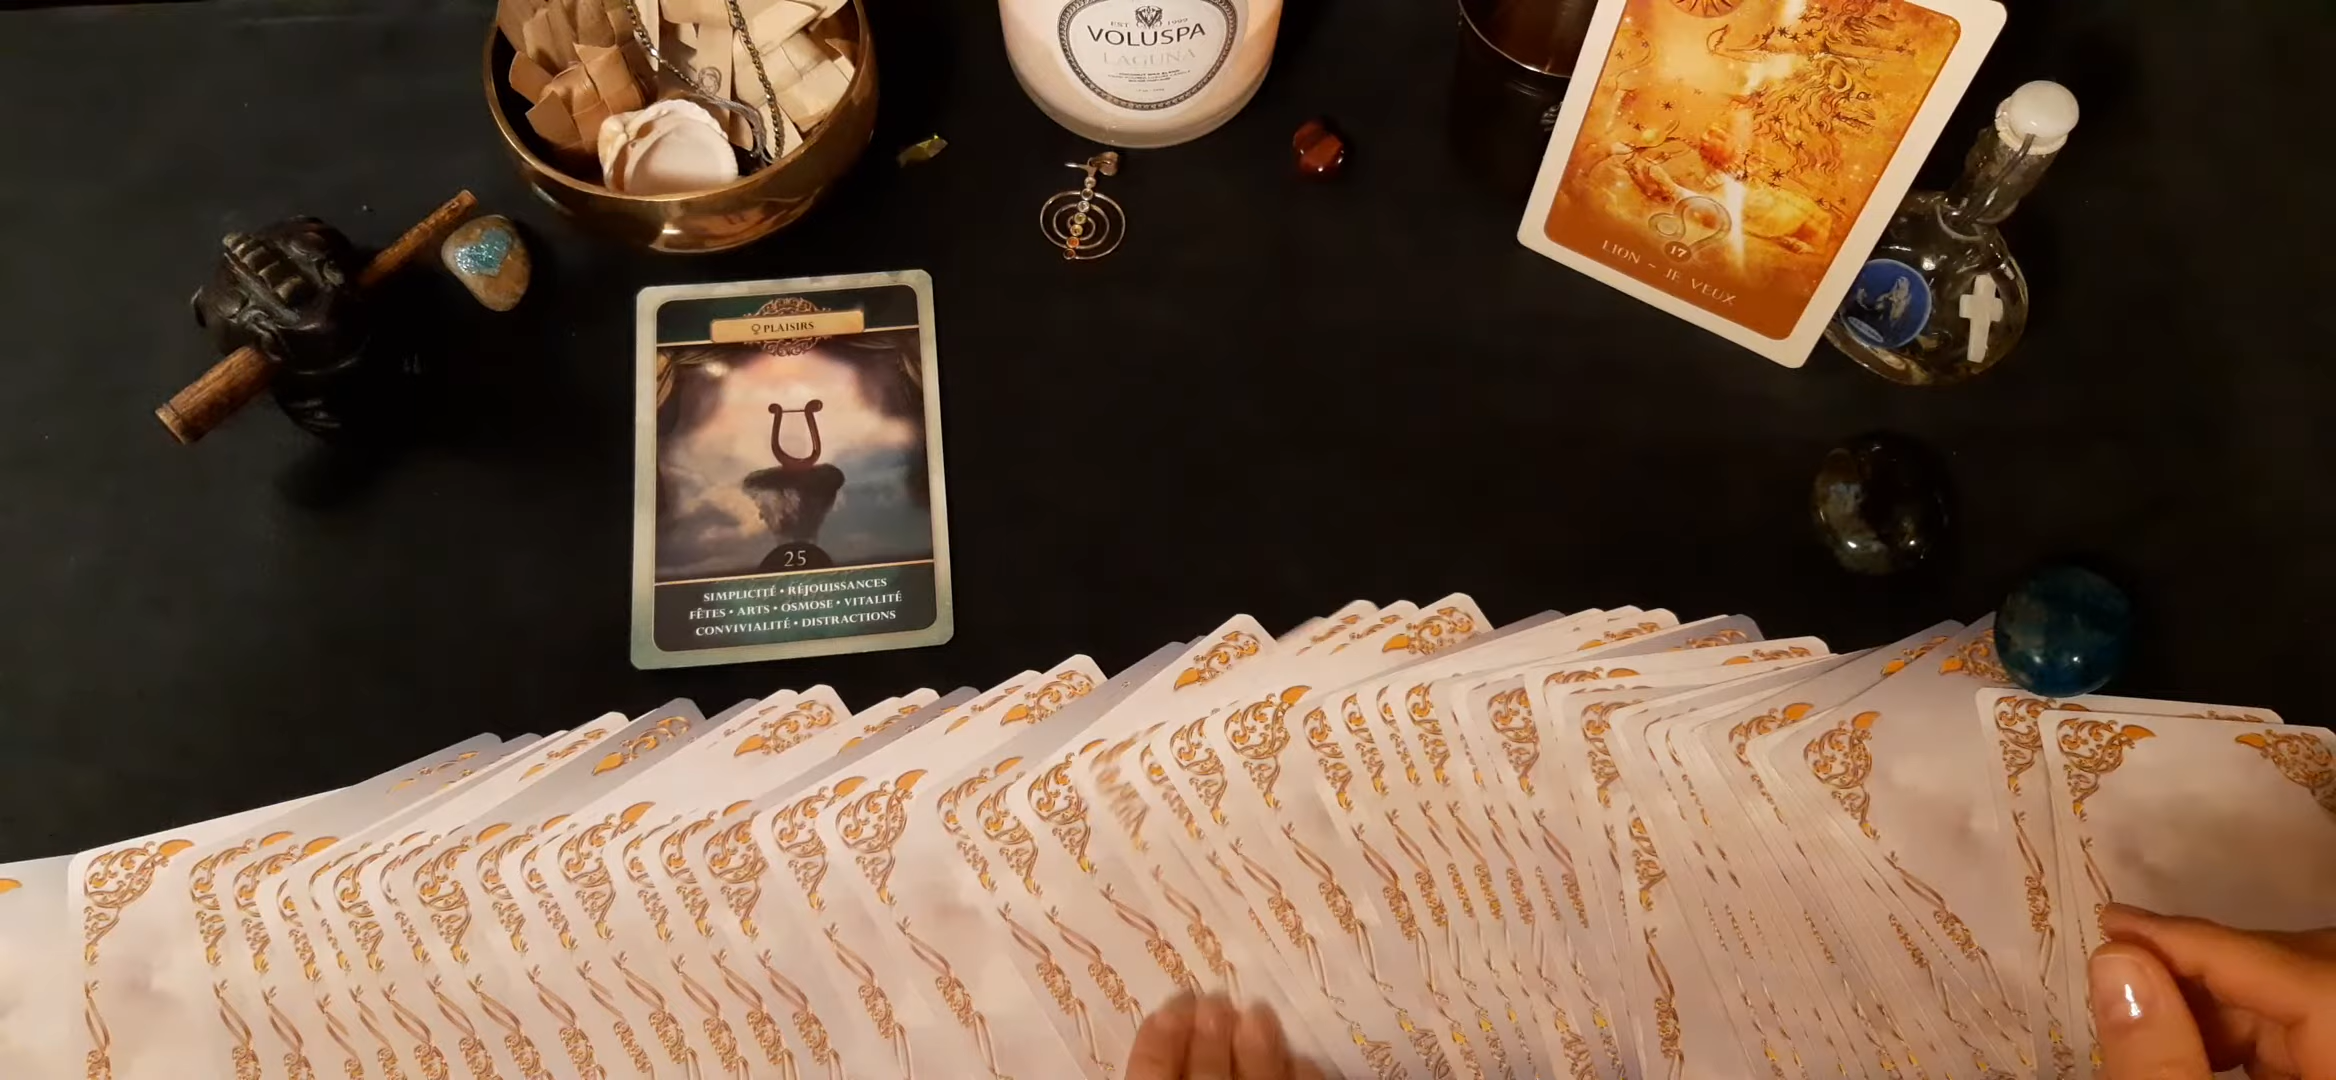 EST 1999
VOLUSPA
LAGUNA
17
LION - JE VEUX
♀ PLAISIRS
25
SIMPLICITÉ • RÉJOUISSANCES
FÊTES • ARTS • OSMOSE • VITALITÉ
CONVIVIALITÉ • DISTRACTIONS